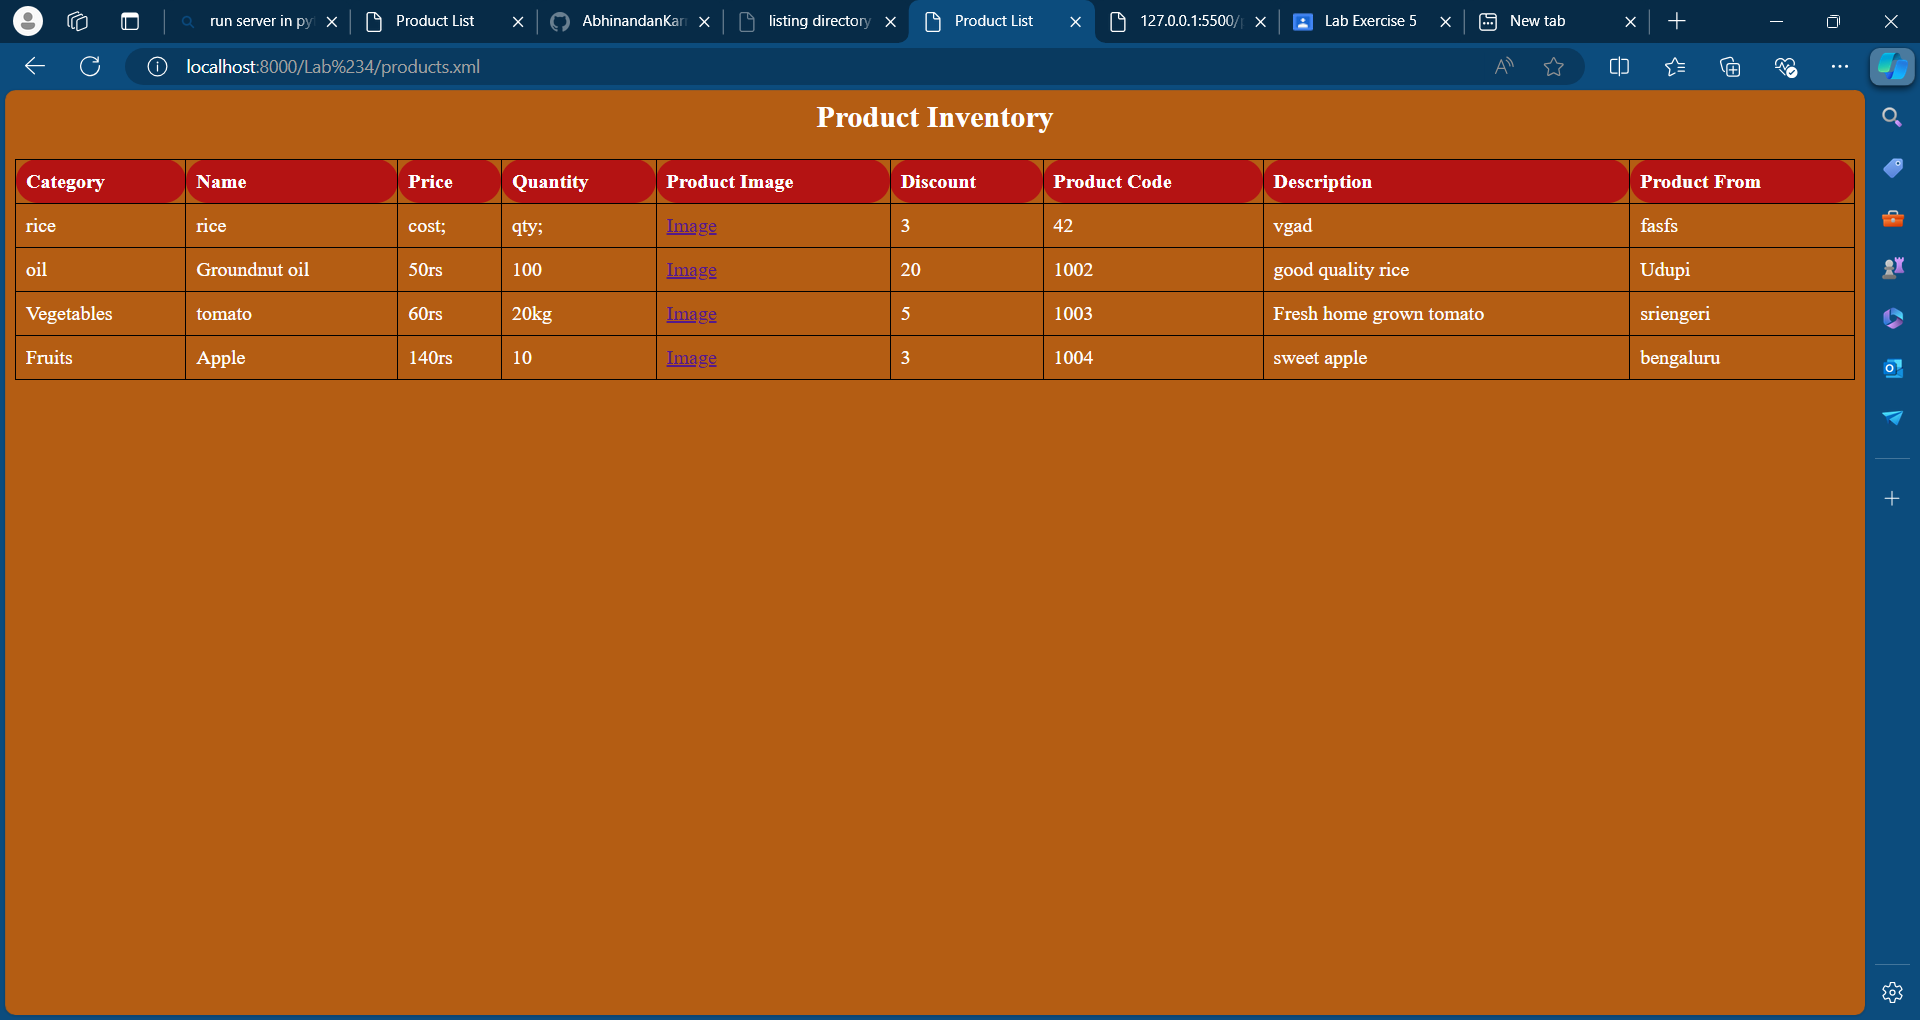 run server in py
Product List
AbhinandanKar
listing directory
Product List
127.0.0.1:5500/
Lab Exercise 5
New tab
localhost:8000/Lab%234/products.xml
Product Inventory
Category Name Price Quantity Product Image Discount Product Code Description Product From
rice rice cost; qty; Image 3 42 vgad fasfs
oil Groundnut oil 50rs 100 Image 20 1002 good quality rice Udupi
Vegetables tomato 60rs 20kg Image 5 1003 Fresh home grown tomato sriengeri
Fruits Apple 140rs 10 Image 3 1004 sweet apple bengaluru